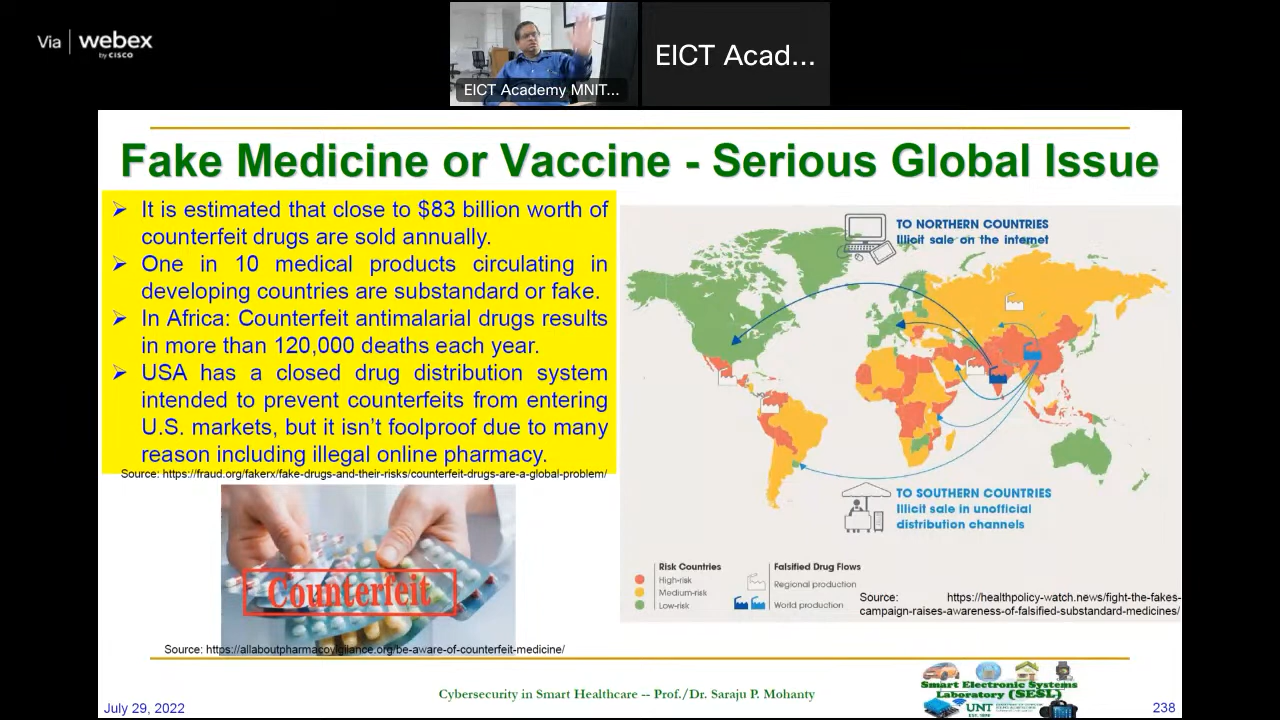 Via | webex
by CISCO
EICT Academy MNIT...
EICT Acad...
Fake Medicine or Vaccine - Serious Global Issue
➢ It is estimated that close to $83 billion worth of
counterfeit drugs are sold annually.
➢ One in 10 medical products circulating in
developing countries are substandard or fake.
➢ In Africa: Counterfeit antimalarial drugs results
in more than 120,000 deaths each year.
➢ USA has a closed drug distribution system
intended to prevent counterfeits from entering
U.S. markets, but it isn't foolproof due to many
reason including illegal online pharmacy.
Source: https://fraud.org/fakerx/fake-drugs-and-their-risks/counterfeit-drugs-are-a-global-problem/
Counterfeit
Source: https://allaboutpharmacovigilance.org/be-aware-of-counterfeit-medicine/
TO NORTHERN COUNTRIES
Illicit sale on the internet
TO SOUTHERN COUNTRIES
Illicit sale in unofficial
distribution channels
Risk Countries
High-risk
Medium-risk
Low-risk
Falsified Drug Flows
Regional production
World production
Source: https://healthpolicy-watch.news/fight-the-fakes-
campaign-raises-awareness-of-falsified-substandard-medicines/
July 29, 2022
Cybersecurity in Smart Healthcare -- Prof./Dr. Saraju P. Mohanty
Smart Electronic Systems
Laboratory (SESL)
UNT
238